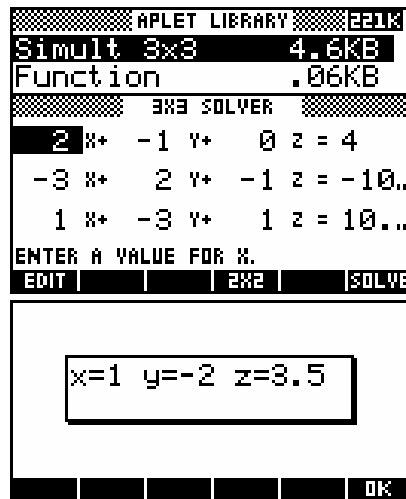 APLET LIBRARY 221K
Simult 3x3 4.6KB
Function .06KB
3X3 SOLVER
2 X+ -1 Y+ 0 Z = 4
-3 X+ 2 Y+ -1 Z = -10…
1 X+ -3 Y+ 1 Z = 10.…
ENTER A VALUE FOR X.
EDIT 2X2 SOLVE
x=1 y=-2 z=3.5
OK